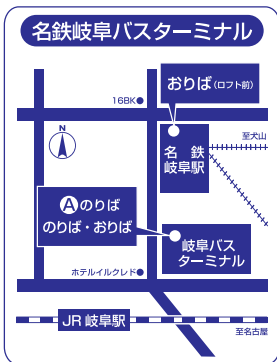 名鉄岐阜バスターミナル
おりば(ロフト前)
16BK
N
名鉄
岐阜駅
至犬山
Aのりば
のりば・おりば
岐阜バス
ターミナル
ホテルイルクレド
JR岐阜駅
至名古屋